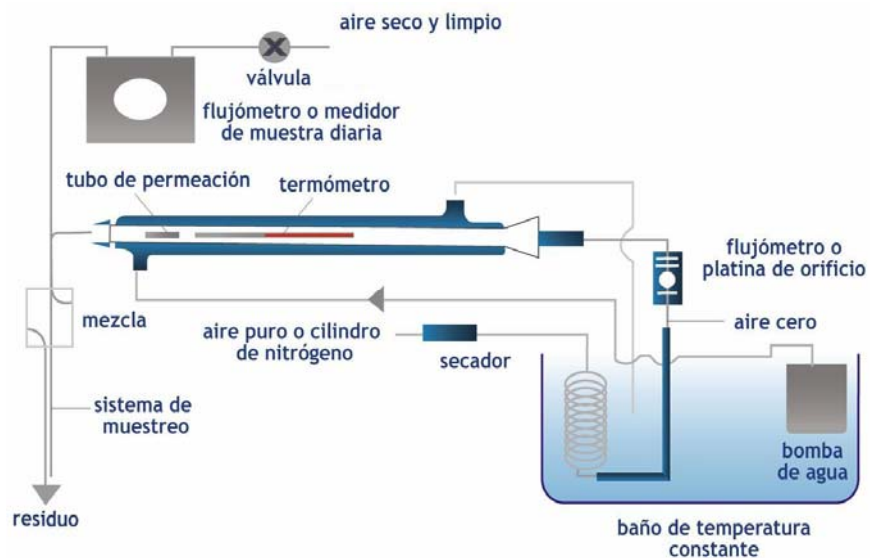 aire seco y limpio
válvula
flujómetro o medidor
de muestra diaria
tubo de permeación
termómetro
flujómetro o
platina de orificio
mezcla
aire puro o cilindro
de nitrógeno
secador
aire cero
sistema de
muestreo
bomba
de agua
residuo
baño de temperatura
constante